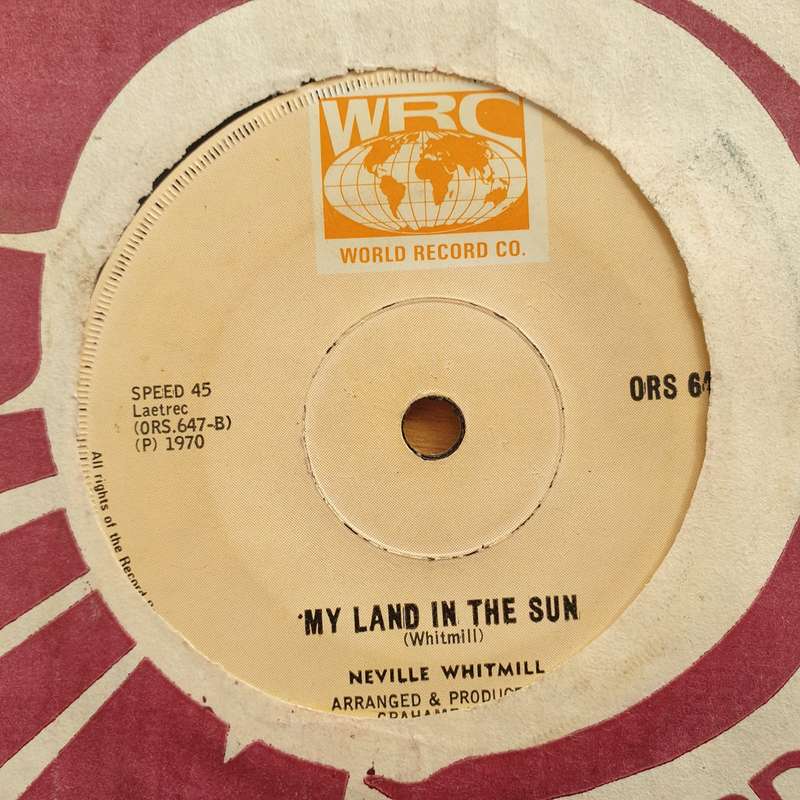 WRC
WORLD RECORD CO.
SPEED 45
Laetrec
(ORS.647-B)
(P) 1970
ORS 64
All rights of the Record
MY LAND IN THE SUN
(Whitmill)
NEVILLE WHITMILL
ARRANGED & PRODUCE
GRAHAME